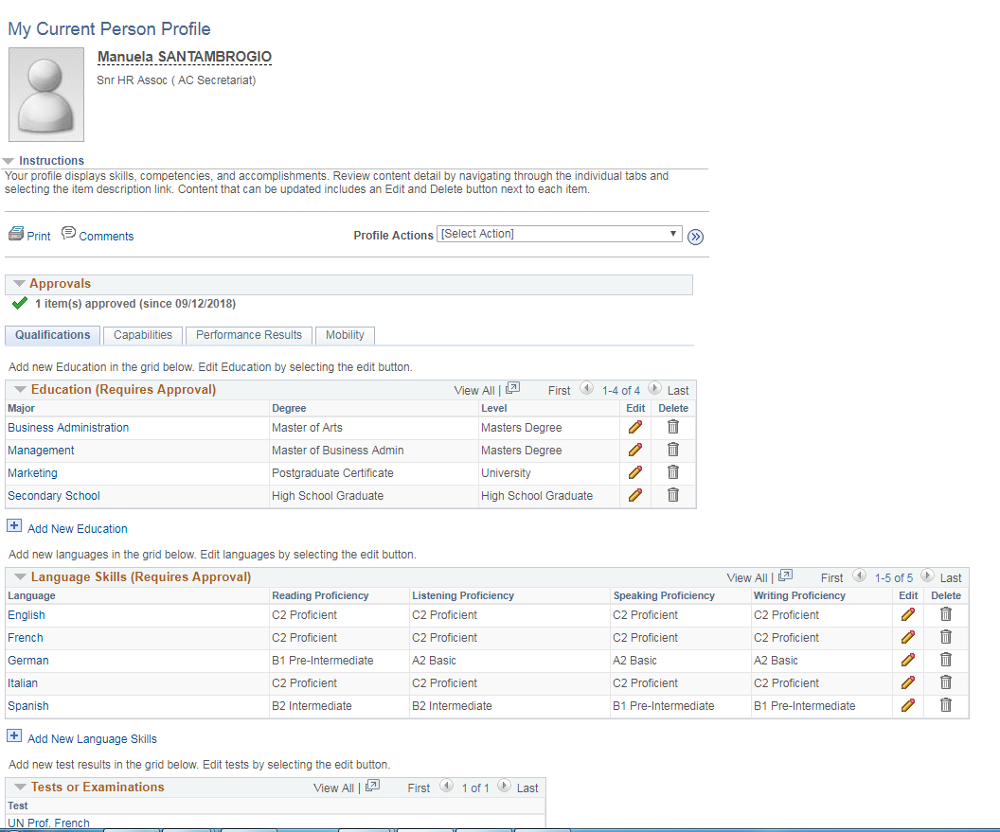 My Current Person Profile
Manuela SANTAMBROGIO
Snr HR Assoc ( AC Secretariat)
Instructions
Your profile displays skills, competencies, and accomplishments. Review content detail by navigating through the individual tabs and
selecting the item description link. Content that can be updated includes an Edit and Delete button next to each item.
Print Comments Profile Actions [Select Action]
Approvals
1 item(s) approved (since 09/12/2018)
Qualifications Capabilities Performance Results Mobility
Add new Education in the grid below. Edit Education by selecting the edit button.
Education (Requires Approval) View All | First 1-4 of 4 Last
Major Degree Level Edit Delete
Business Administration Master of Arts Masters Degree
Management Master of Business Admin Masters Degree
Marketing Postgraduate Certificate University
Secondary School High School Graduate High School Graduate
Add New Education
Add new languages in the grid below. Edit languages by selecting the edit button.
Language Skills (Requires Approval) View All | First 1-5 of 5 Last
Language Reading Proficiency Listening Proficiency Speaking Proficiency Writing Proficiency Edit Delete
English C2 Proficient C2 Proficient C2 Proficient C2 Proficient
French C2 Proficient C2 Proficient C2 Proficient C2 Proficient
German B1 Pre-Intermediate A2 Basic A2 Basic A2 Basic
Italian C2 Proficient C2 Proficient C2 Proficient C2 Proficient
Spanish B2 Intermediate B2 Intermediate B1 Pre-Intermediate B1 Pre-Intermediate
Add New Language Skills
Add new test results in the grid below. Edit tests by selecting the edit button.
Tests or Examinations View All | First 1 of 1 Last
Test
UN Prof. French